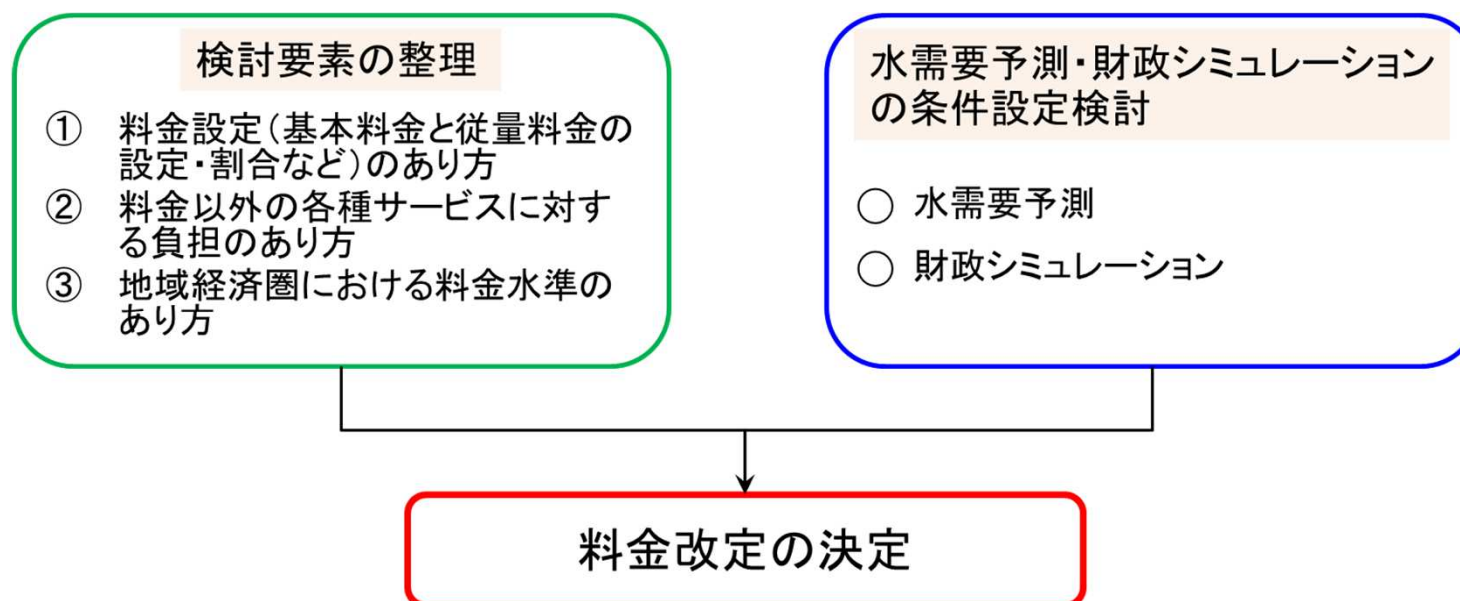 検討要素の整理
① 料金設定(基本料金と従量料金の
設定・割合など)のあり方
② 料金以外の各種サービスに対す
る負担のあり方
③ 地域経済圏における料金水準の
あり方
水需要予測・財政シミュレーション
の条件設定検討
○ 水需要予測
○ 財政シミュレーション
料金改定の決定